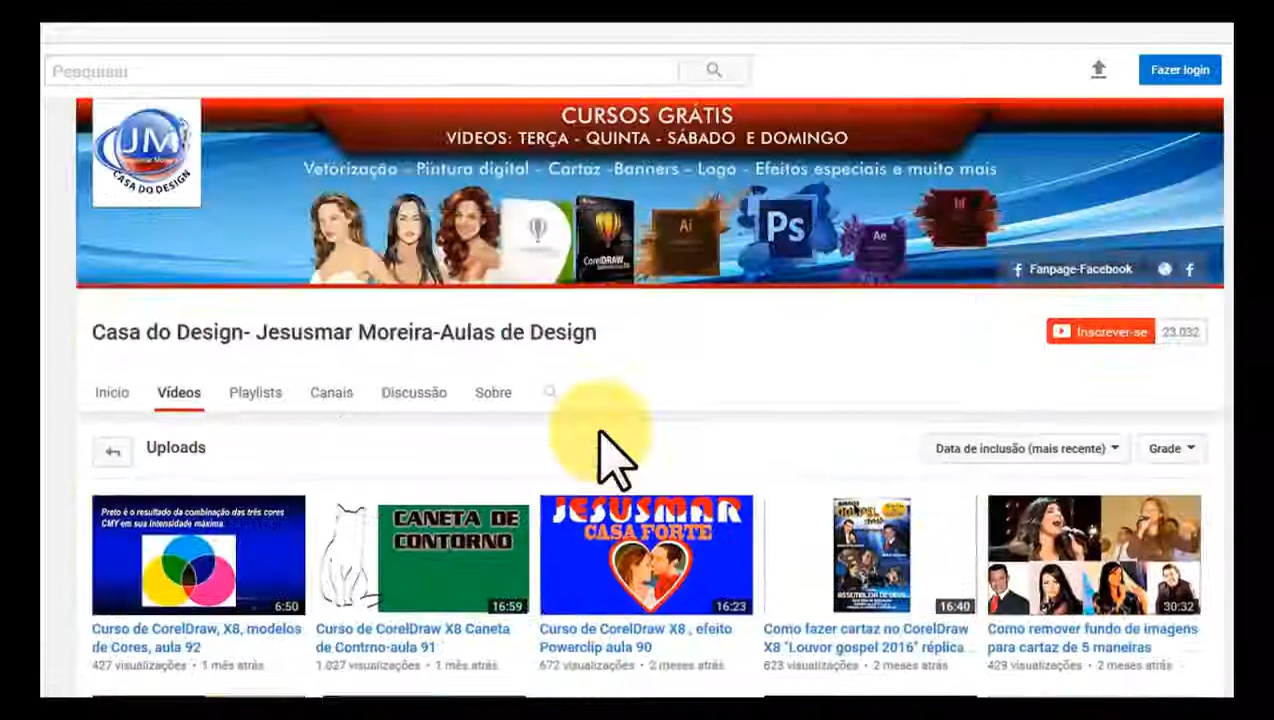 Pesquisar
Fazer login
CURSOS GRÁTIS
VÍDEOS: TERÇA - QUINTA - SÁBADO E DOMINGO
Vetorização - Pintura digital - Cartaz -Banners - Logo - Efeitos especiais e muito mais
JM
Jesusmar Moreira
CASA DO DESIGN
CorelDRAW
Ai
Ps
Ae
Id
Fanpage-Facebook
Casa do Design- Jesusmar Moreira-Aulas de Design
Inscrever-se 23.032
Início Vídeos Playlists Canais Discussão Sobre
Uploads
Data de inclusão (mais recente)
Grade
Preto é o resultado da combinação das três cores
CMY em sua intensidade máxima.
6:50
CANETA DE
CONTORNO
16:59
JESUSMAR
CASA FORTE
16:23
ASSEMBLEIA DE DEUS
16:40
30:32
Curso de CorelDraw, X8, modelos
de Cores, aula 92
427 visualizações • 1 mês atrás
Curso de CorelDraw X8 Caneta
de Contrno-aula 91
1.027 visualizações • 1 mês atrás
Curso de CorelDraw X8 , efeito
Powerclip aula 90
672 visualizações • 2 meses atrás
Como fazer cartaz no CorelDraw
X8 "Louvor gospel 2016" réplica...
623 visualizações • 2 meses atrás
Como remover fundo de imagens
para cartaz de 5 maneiras
429 visualizações • 2 meses atrás